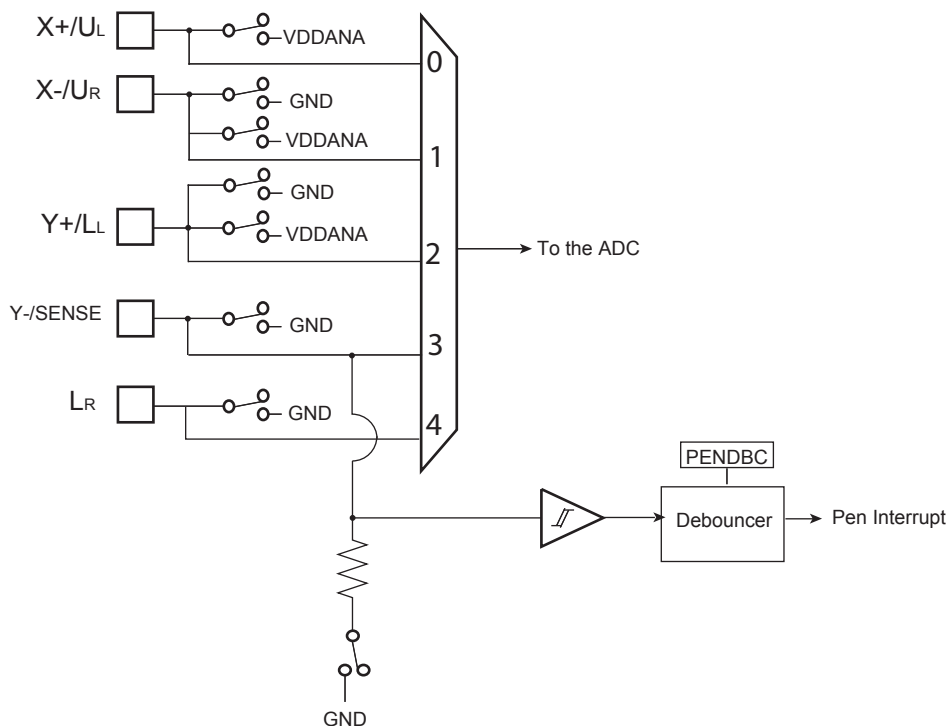 X+/UL
VDDANA
0
X-/UR
GND
VDDANA
1
GND
Y+/LL
VDDANA
2
To the ADC
Y-/SENSE
GND
3
LR
GND
4
PENDBC
Debouncer
Pen Interrupt
GND